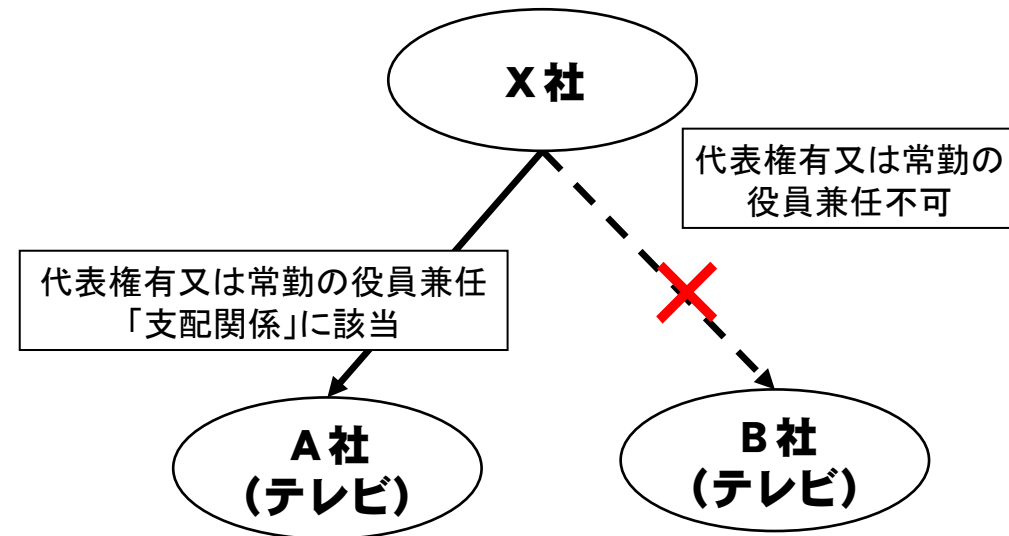 X社
代表権有又は常勤の
役員兼任不可
代表権有又は常勤の役員兼任
「支配関係」に該当
A社
(テレビ)
B社
(テレビ)